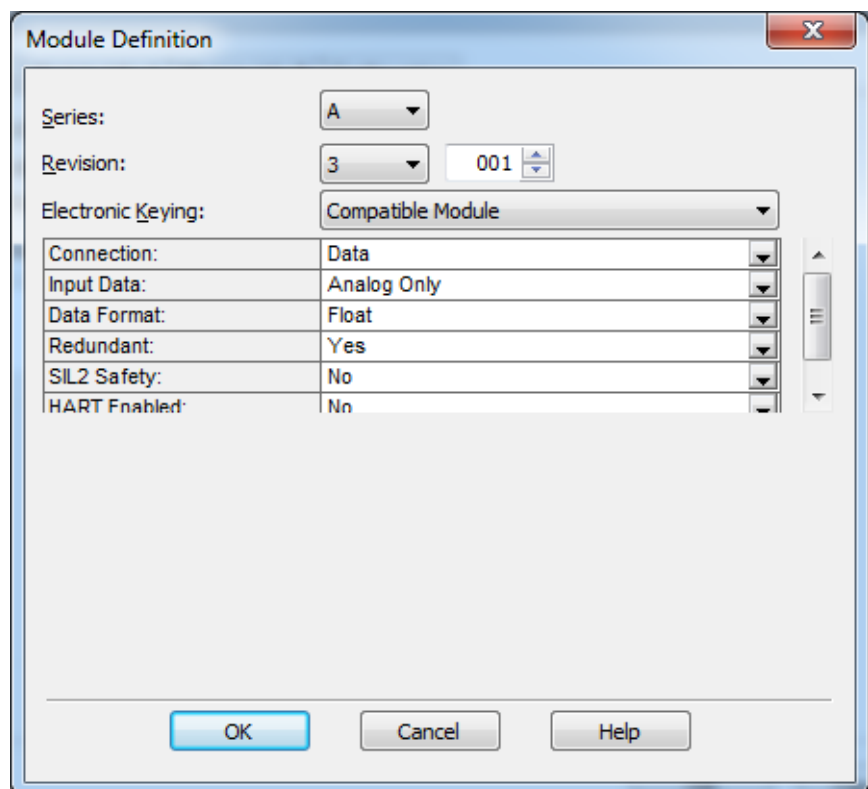 Module Definition
Series: A
Revision: 3 001
Electronic Keying: Compatible Module
Connection: Data
Input Data: Analog Only
Data Format: Float
Redundant: Yes
SIL2 Safety: No
HART Enabled: No
OK Cancel Help